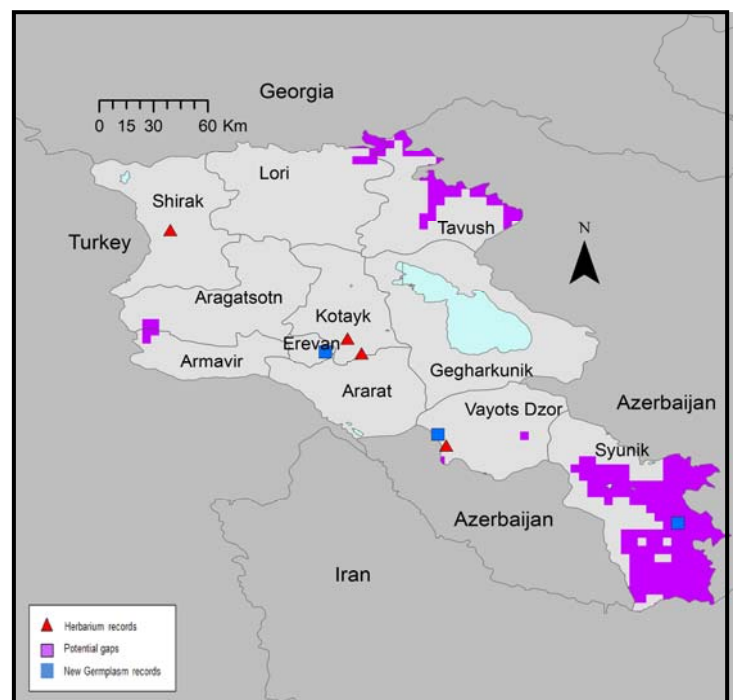 Georgia
0 15 30 60 Km
Lori
Shirak
Turkey
Tavush
N
Aragatsotn
Kotayk
Erevan
Armavir
Ararat
Gegharkunik
Vayots Dzor
Azerbaijan
Syunik
Azerbaijan
Iran
Herbarium records
Potential gaps
New Germplasm records